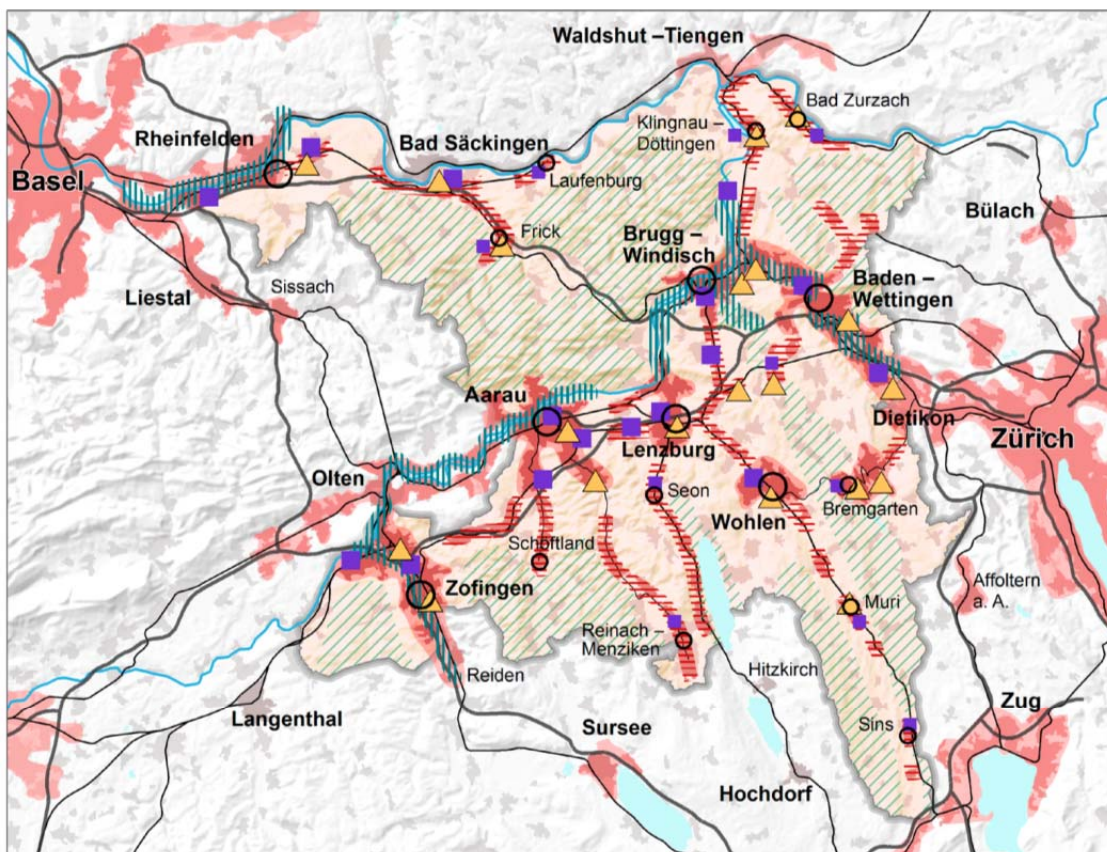 Waldshut –Tiengen
Bad Zurzach
Klingnau –
Döttingen
Rheinfelden
Bad Säckingen
Basel
Laufenburg
Bülach
Frick
Brugg –
Windisch
Baden –
Wettingen
Liestal
Sissach
Aarau
Dietikon
Zürich
Lenzburg
Olten
Seon
Wohlen
Bremgarten
Schöftland
Zofingen
Affoltern
a. A.
Muri
Reinach –
Menziken
Reiden
Hitzkirch
Langenthal
Sursee
Zug
Sins
Hochdorf